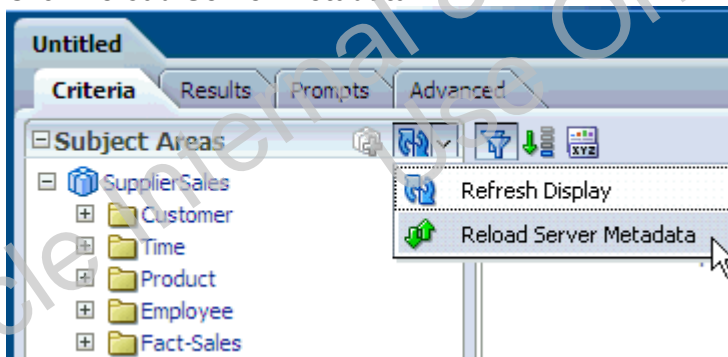 Untitled
Criteria Results Prompts Advanced
Subject Areas
XYZ
SupplierSales
Refresh Display
Customer
Reload Server Metadata
Time
Product
Employee
Fact-Sales